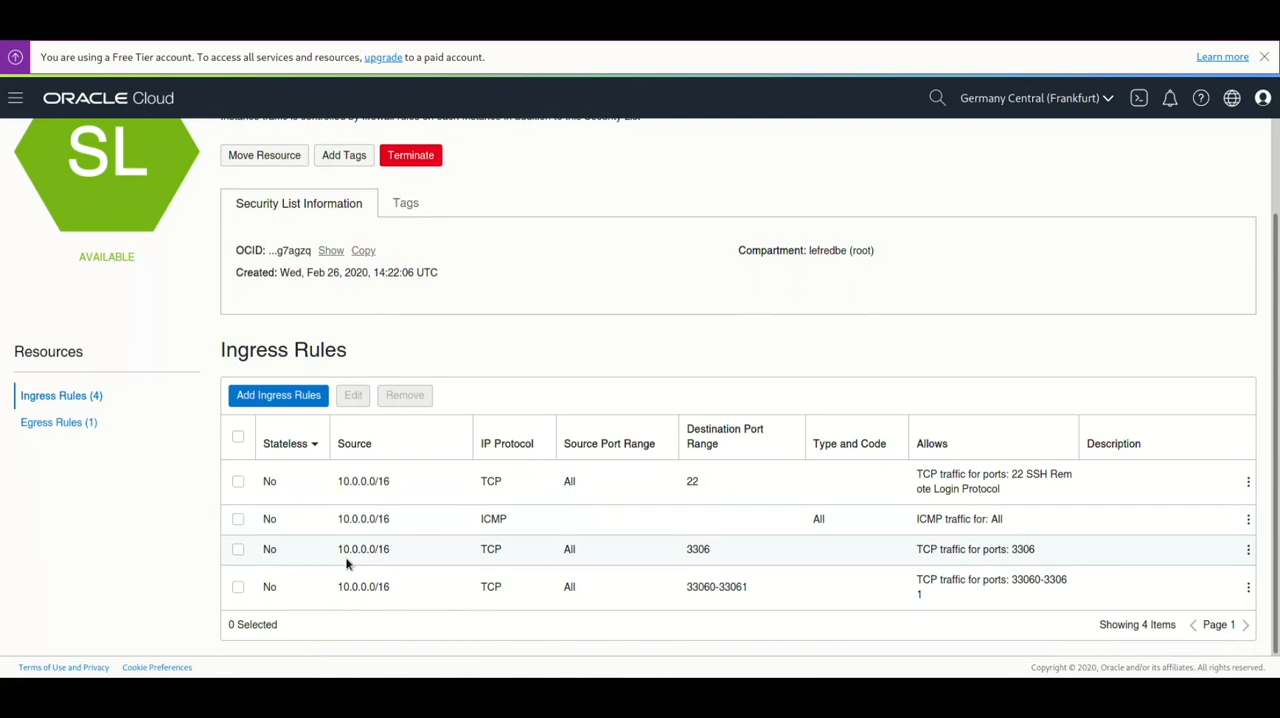 You are using a Free Tier account. To access all services and resources, upgrade to a paid account.
Learn more
ORACLE Cloud
Germany Central (Frankfurt)
SL
Move Resource
Add Tags
Terminate
Security List Information
Tags
OCID: ...g7agzq Show Copy
Compartment: lefredbe (root)
AVAILABLE
Created: Wed, Feb 26, 2020, 14:22:06 UTC
Resources
Ingress Rules (4)
Egress Rules (1)
Ingress Rules
Add Ingress Rules
Edit
Remove
Stateless
Source
IP Protocol
Source Port Range
Destination Port
Range
Type and Code
Allows
Description
No 10.0.0.0/16 TCP All 22 TCP traffic for ports: 22 SSH Rem
ote Login Protocol
No 10.0.0.0/16 ICMP All ICMP traffic for: All
No 10.0.0.0/16 TCP All 3306 TCP traffic for ports: 3306
No 10.0.0.0/16 TCP All 33060-33061 TCP traffic for ports: 33060-3306
1
0 Selected
Showing 4 Items
Page 1
Terms of Use and Privacy
Cookie Preferences
Copyright © 2020, Oracle and/or its affiliates. All rights reserved.